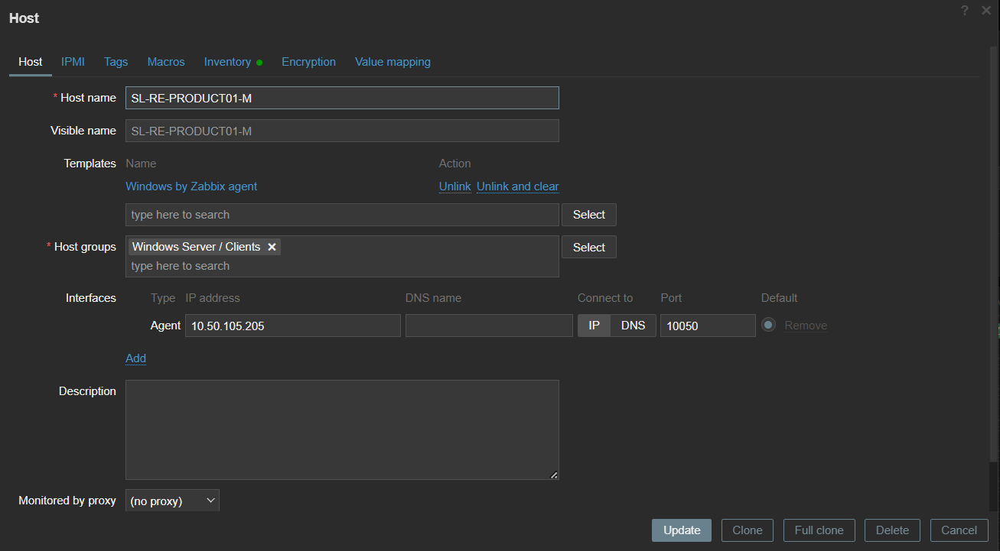 Host
? ×
Host IPMI Tags Macros Inventory Encryption Value mapping
* Host name SL-RE-PRODUCT01-M
Visible name SL-RE-PRODUCT01-M
Templates Name Action
Windows by Zabbix agent Unlink Unlink and clear
type here to search Select
* Host groups Windows Server / Clients × Select
type here to search
Interfaces Type IP address DNS name Connect to Port Default
Agent 10.50.105.205 IP DNS 10050 Remove
Add
Description
Monitored by proxy (no proxy)
Update Clone Full clone Delete Cancel